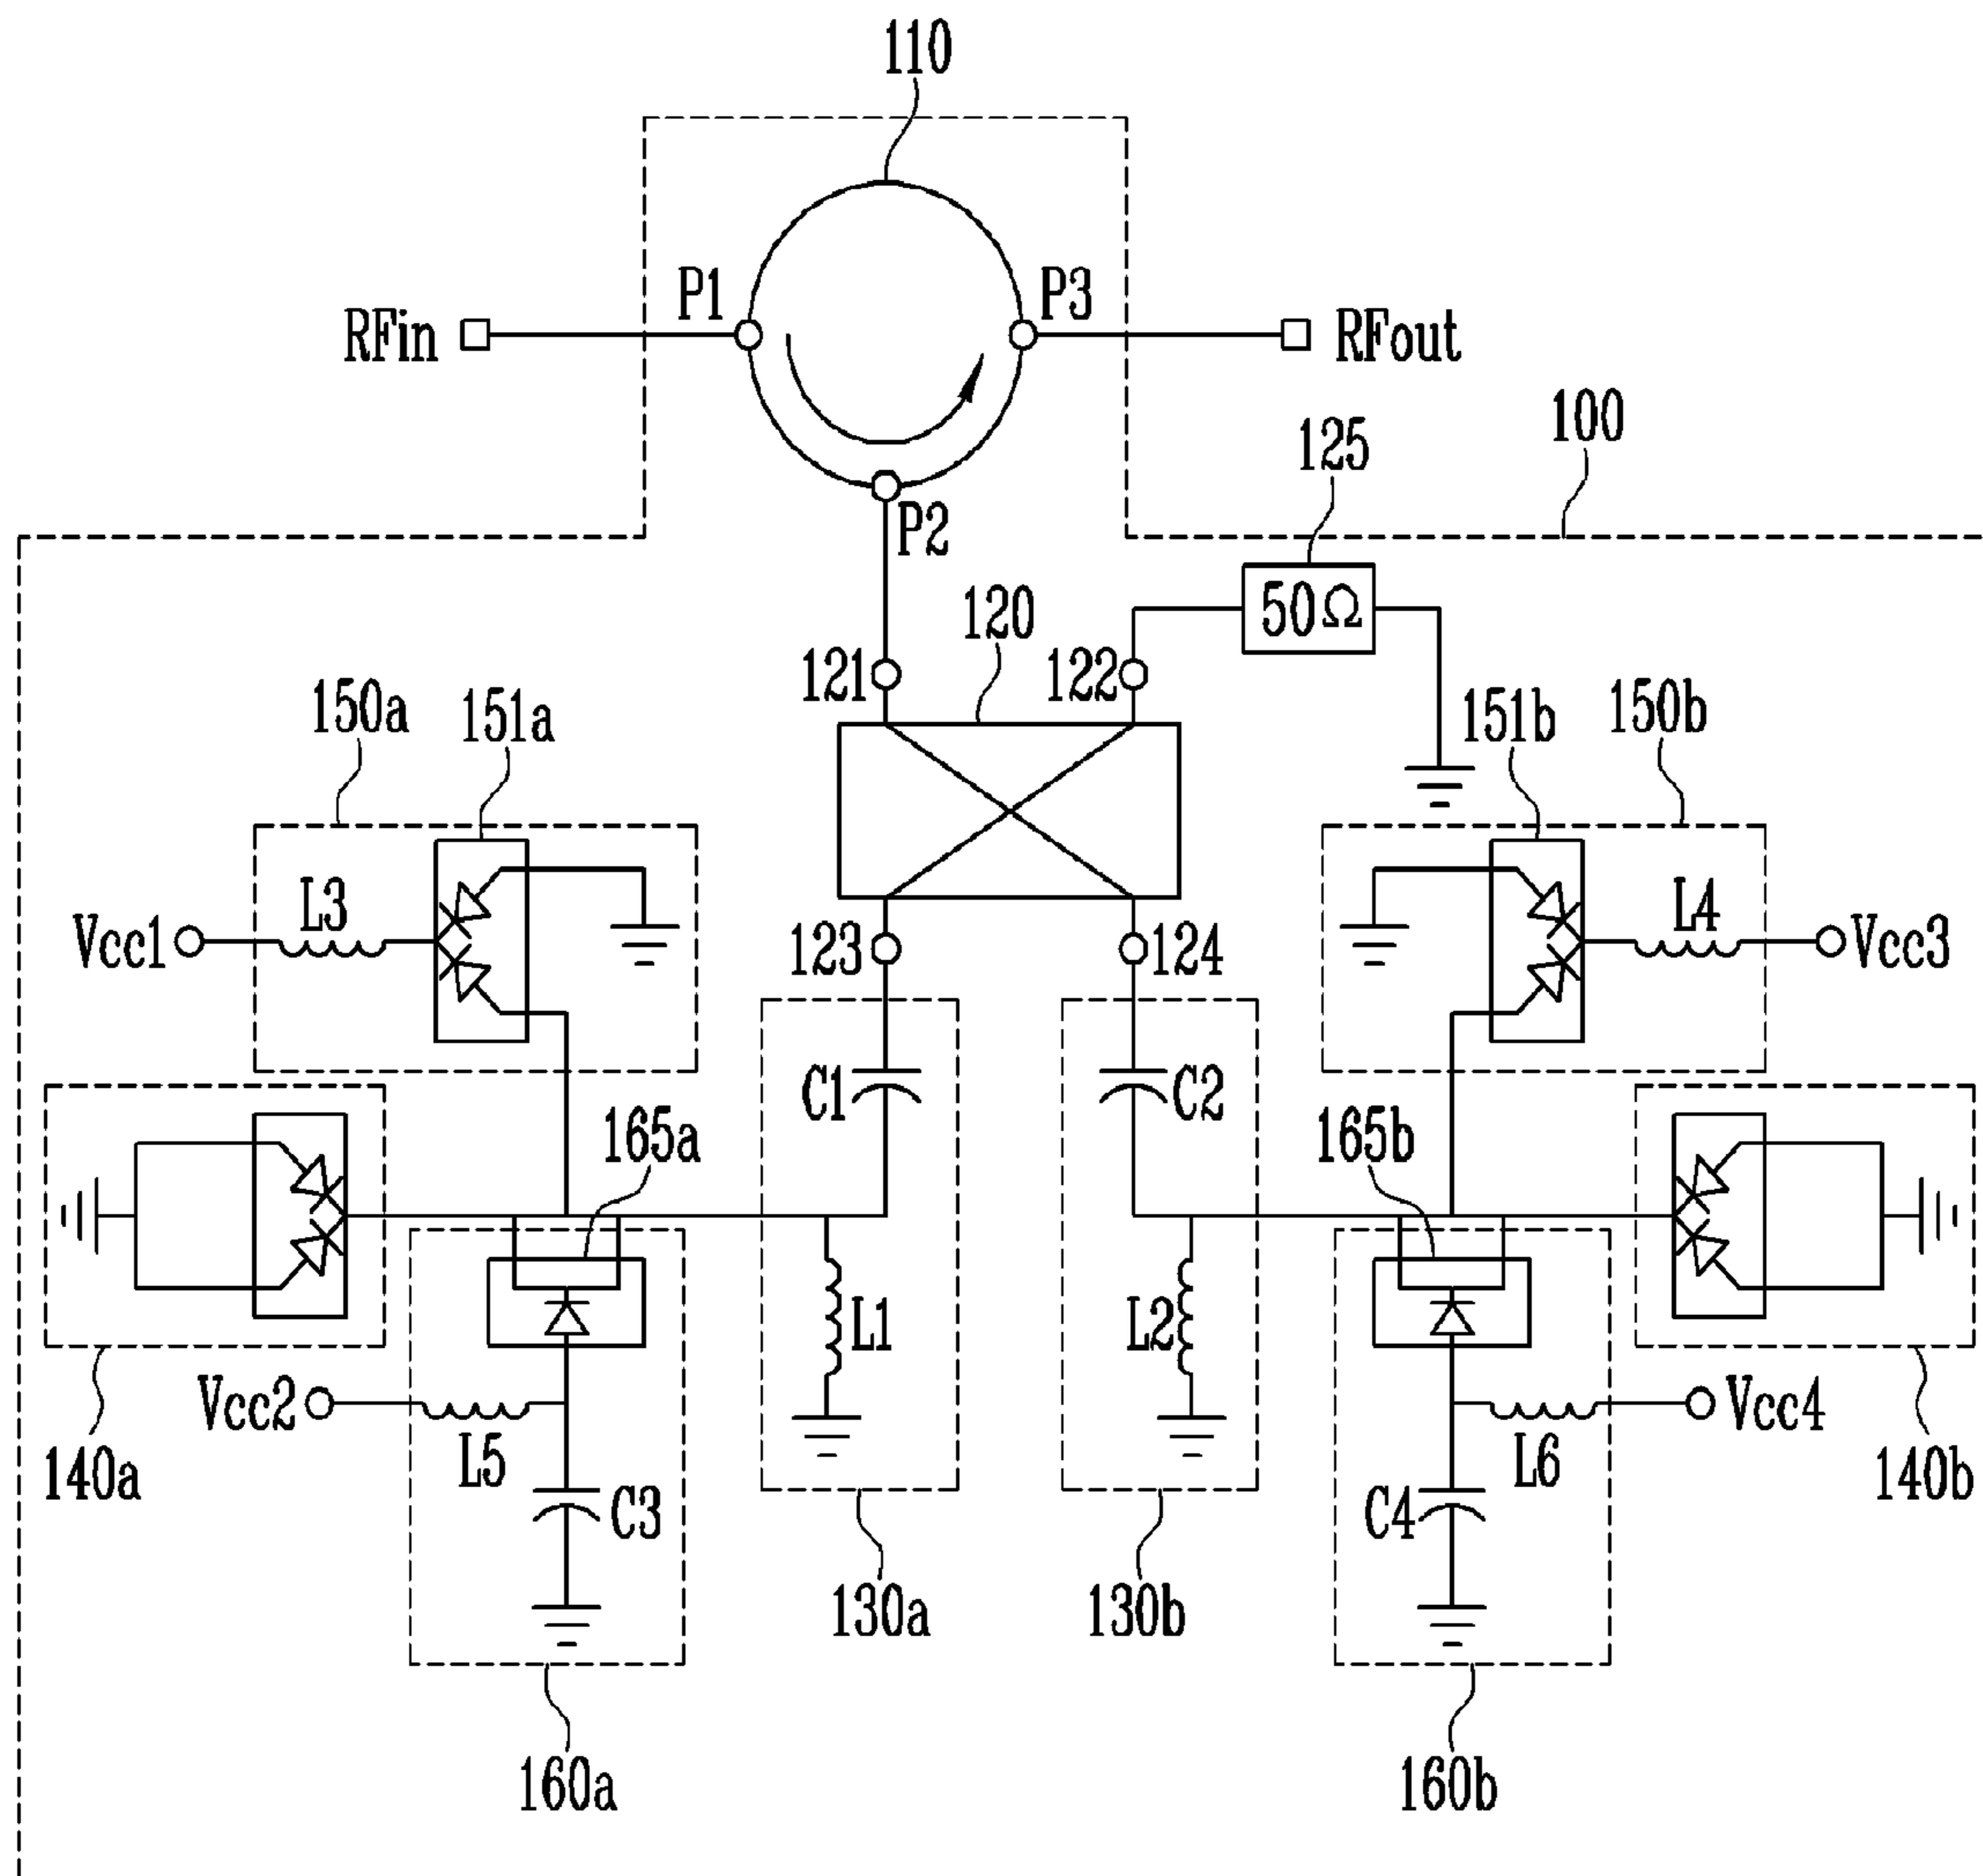 110
P1
P3
RFin
RFout
100
125
P2
50Ω
120
121
122
150a
151a
151b
150b
L3
L4
Vcc1
123
124
Vcc3
C1
C2
165a
165b
L1
L2
Vcc2
Vcc4
L5
L6
140a
140b
C3
C4
130a
130b
160a
160b